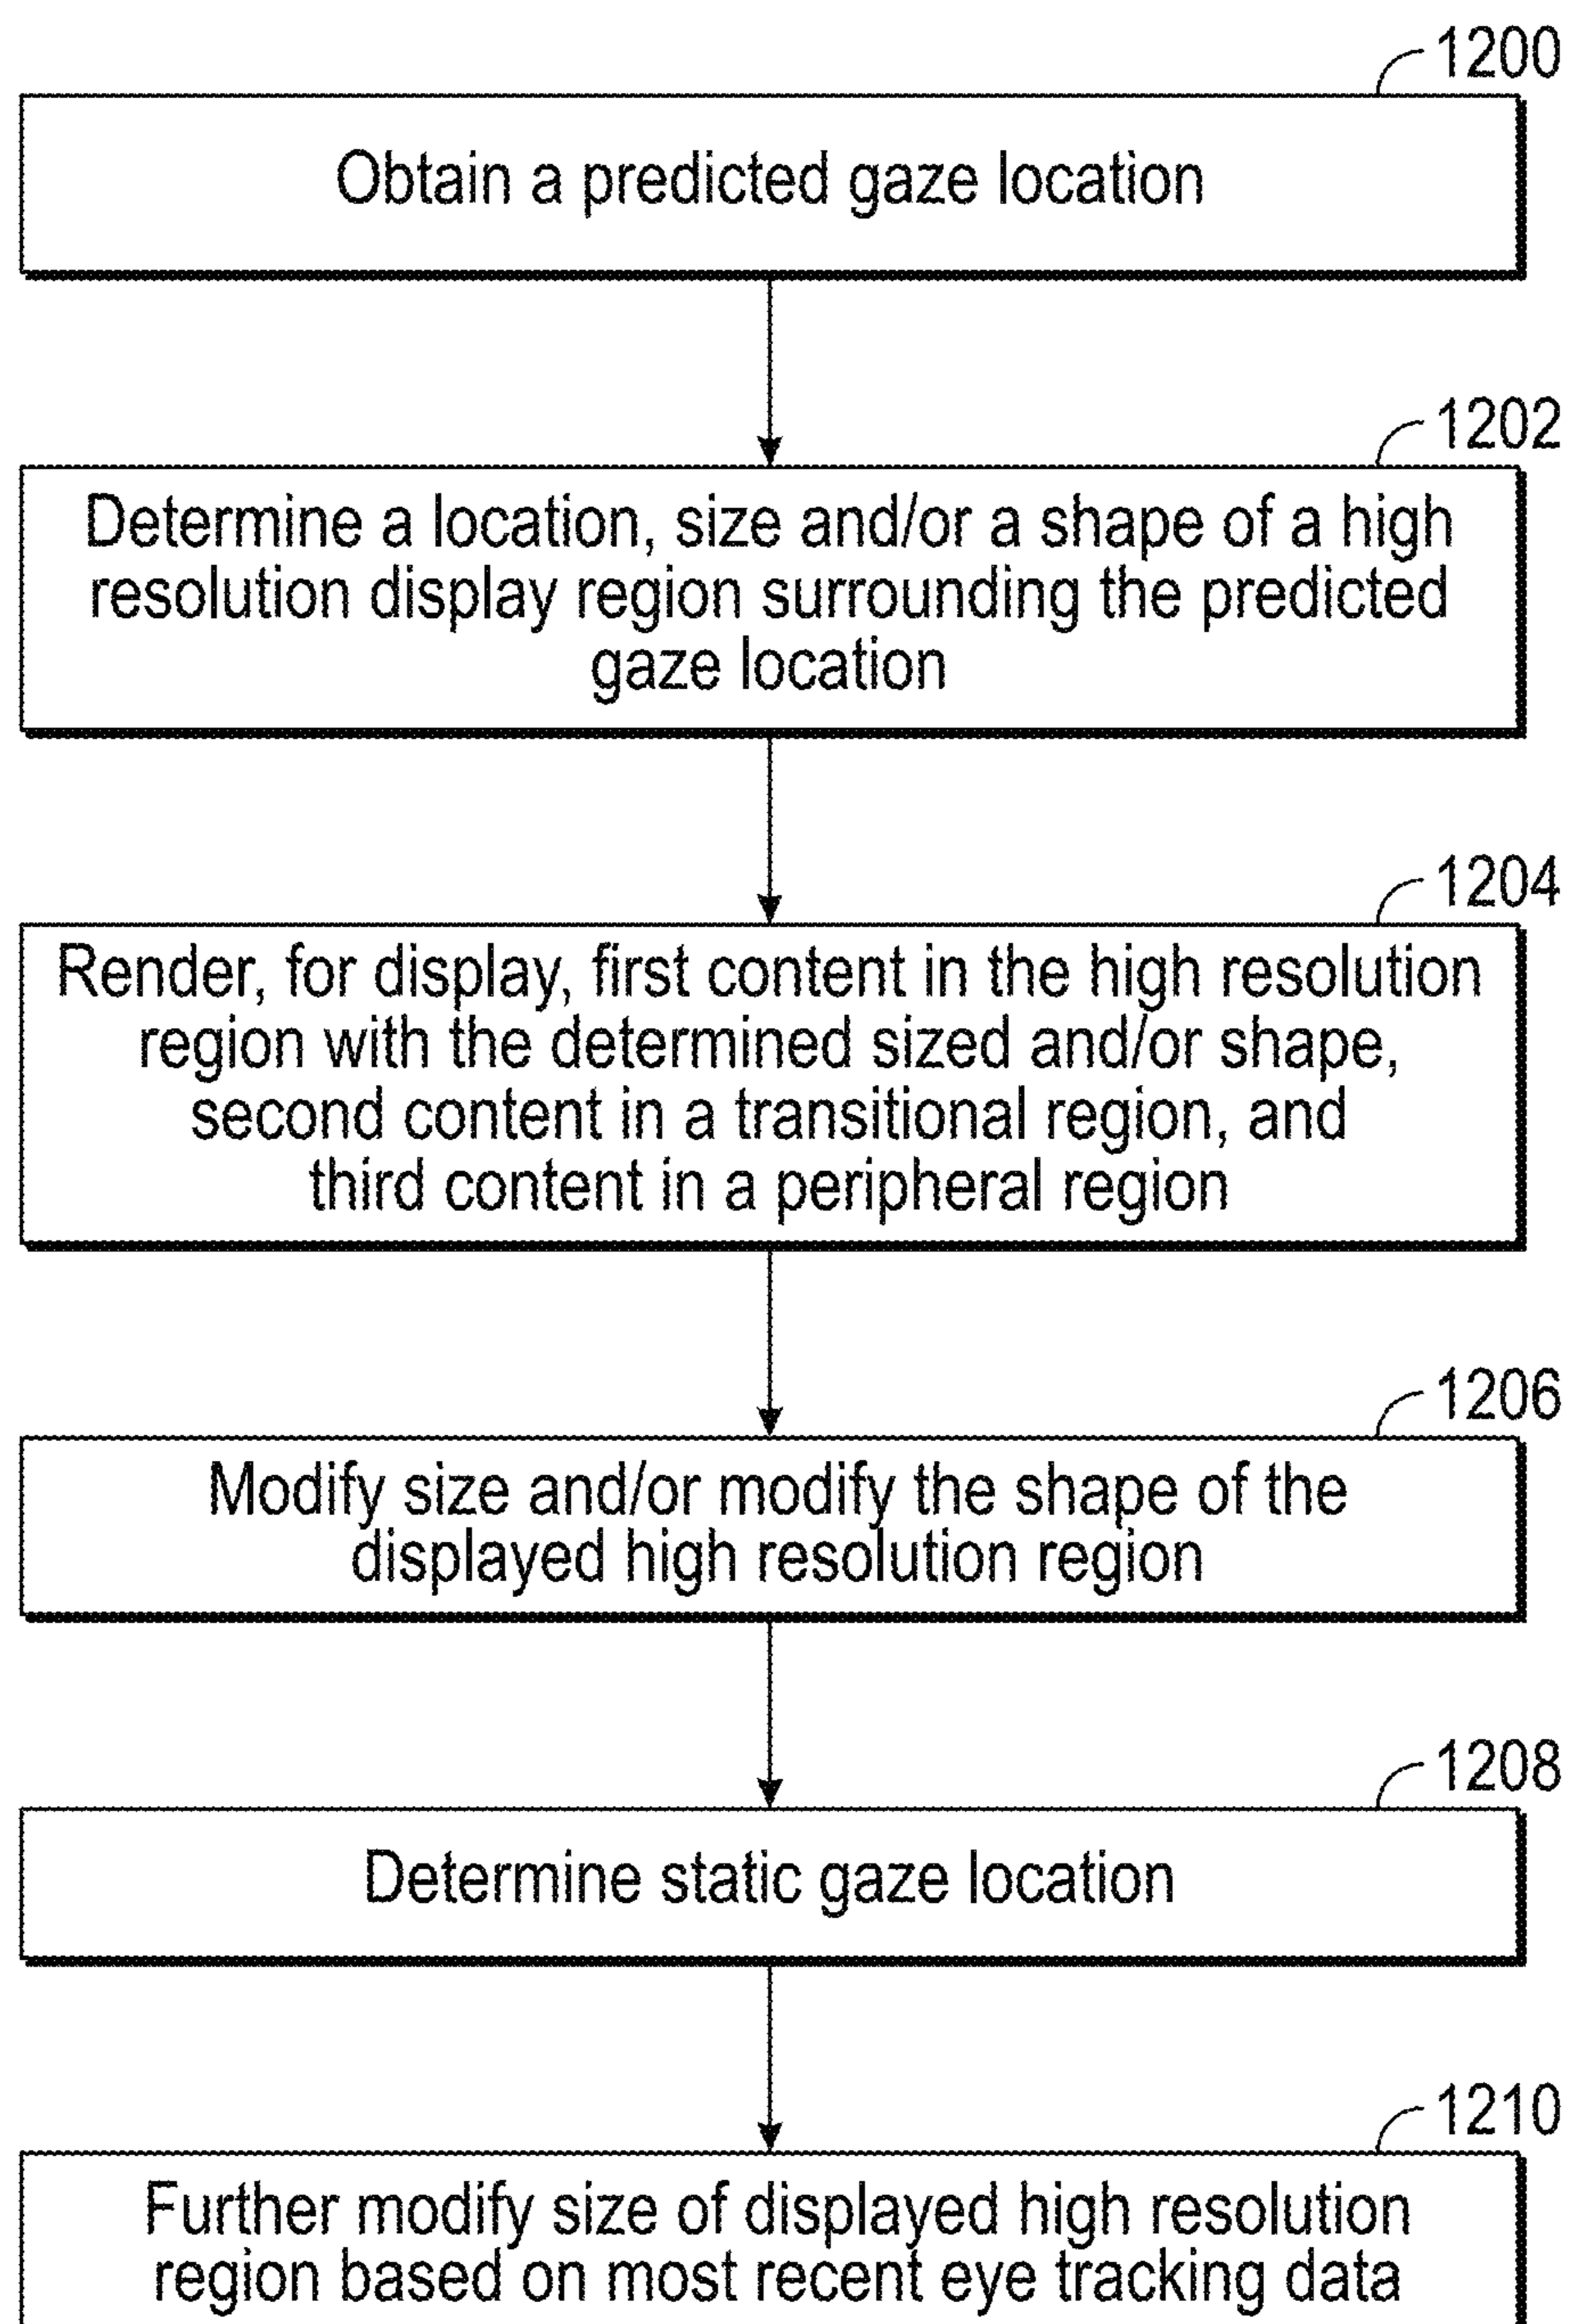 1200
Obtain a predicted gaze location
1202
Determine a location, size and/or a shape of a high
resolution display region surrounding the predicted
gaze location
1204
Render, for display, first content in the high resolution
region with the determined sized and/or shape,
second content in a transitional region, and
third content in a peripheral region
1206
Modify size and/or modify the shape of the
displayed high resolution region
1208
Determine static gaze location
1210
Further modify size of displayed high resolution
region based on most recent eye tracking data